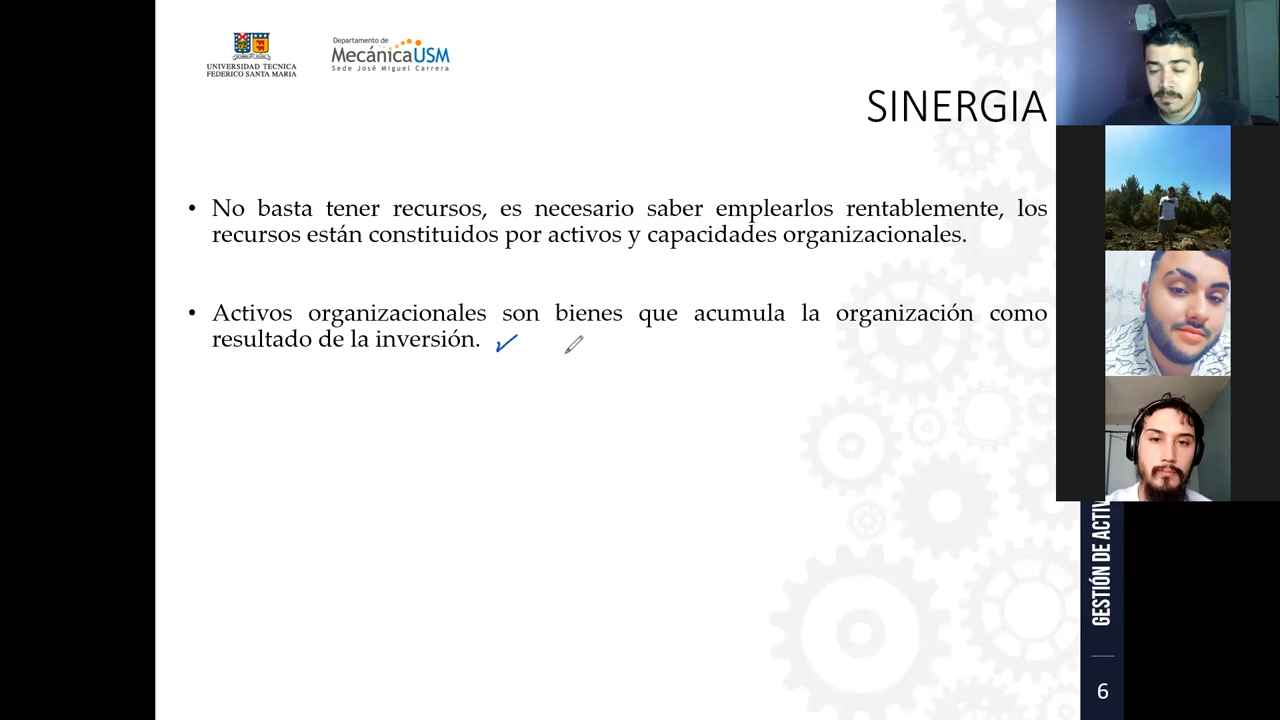 UNIVERSIDAD TECNICA
FEDERICO SANTA MARIA
Departamento de
MecánicaUSM
Sede José Miguel Carrera
SINERGIA
• No basta tener recursos, es necesario saber emplearlos rentablemente, los
recursos están constituidos por activos y capacidades organizacionales.
• Activos organizacionales son bienes que acumula la organización como
resultado de la inversión.
GESTIÓN DE ACTIV
6